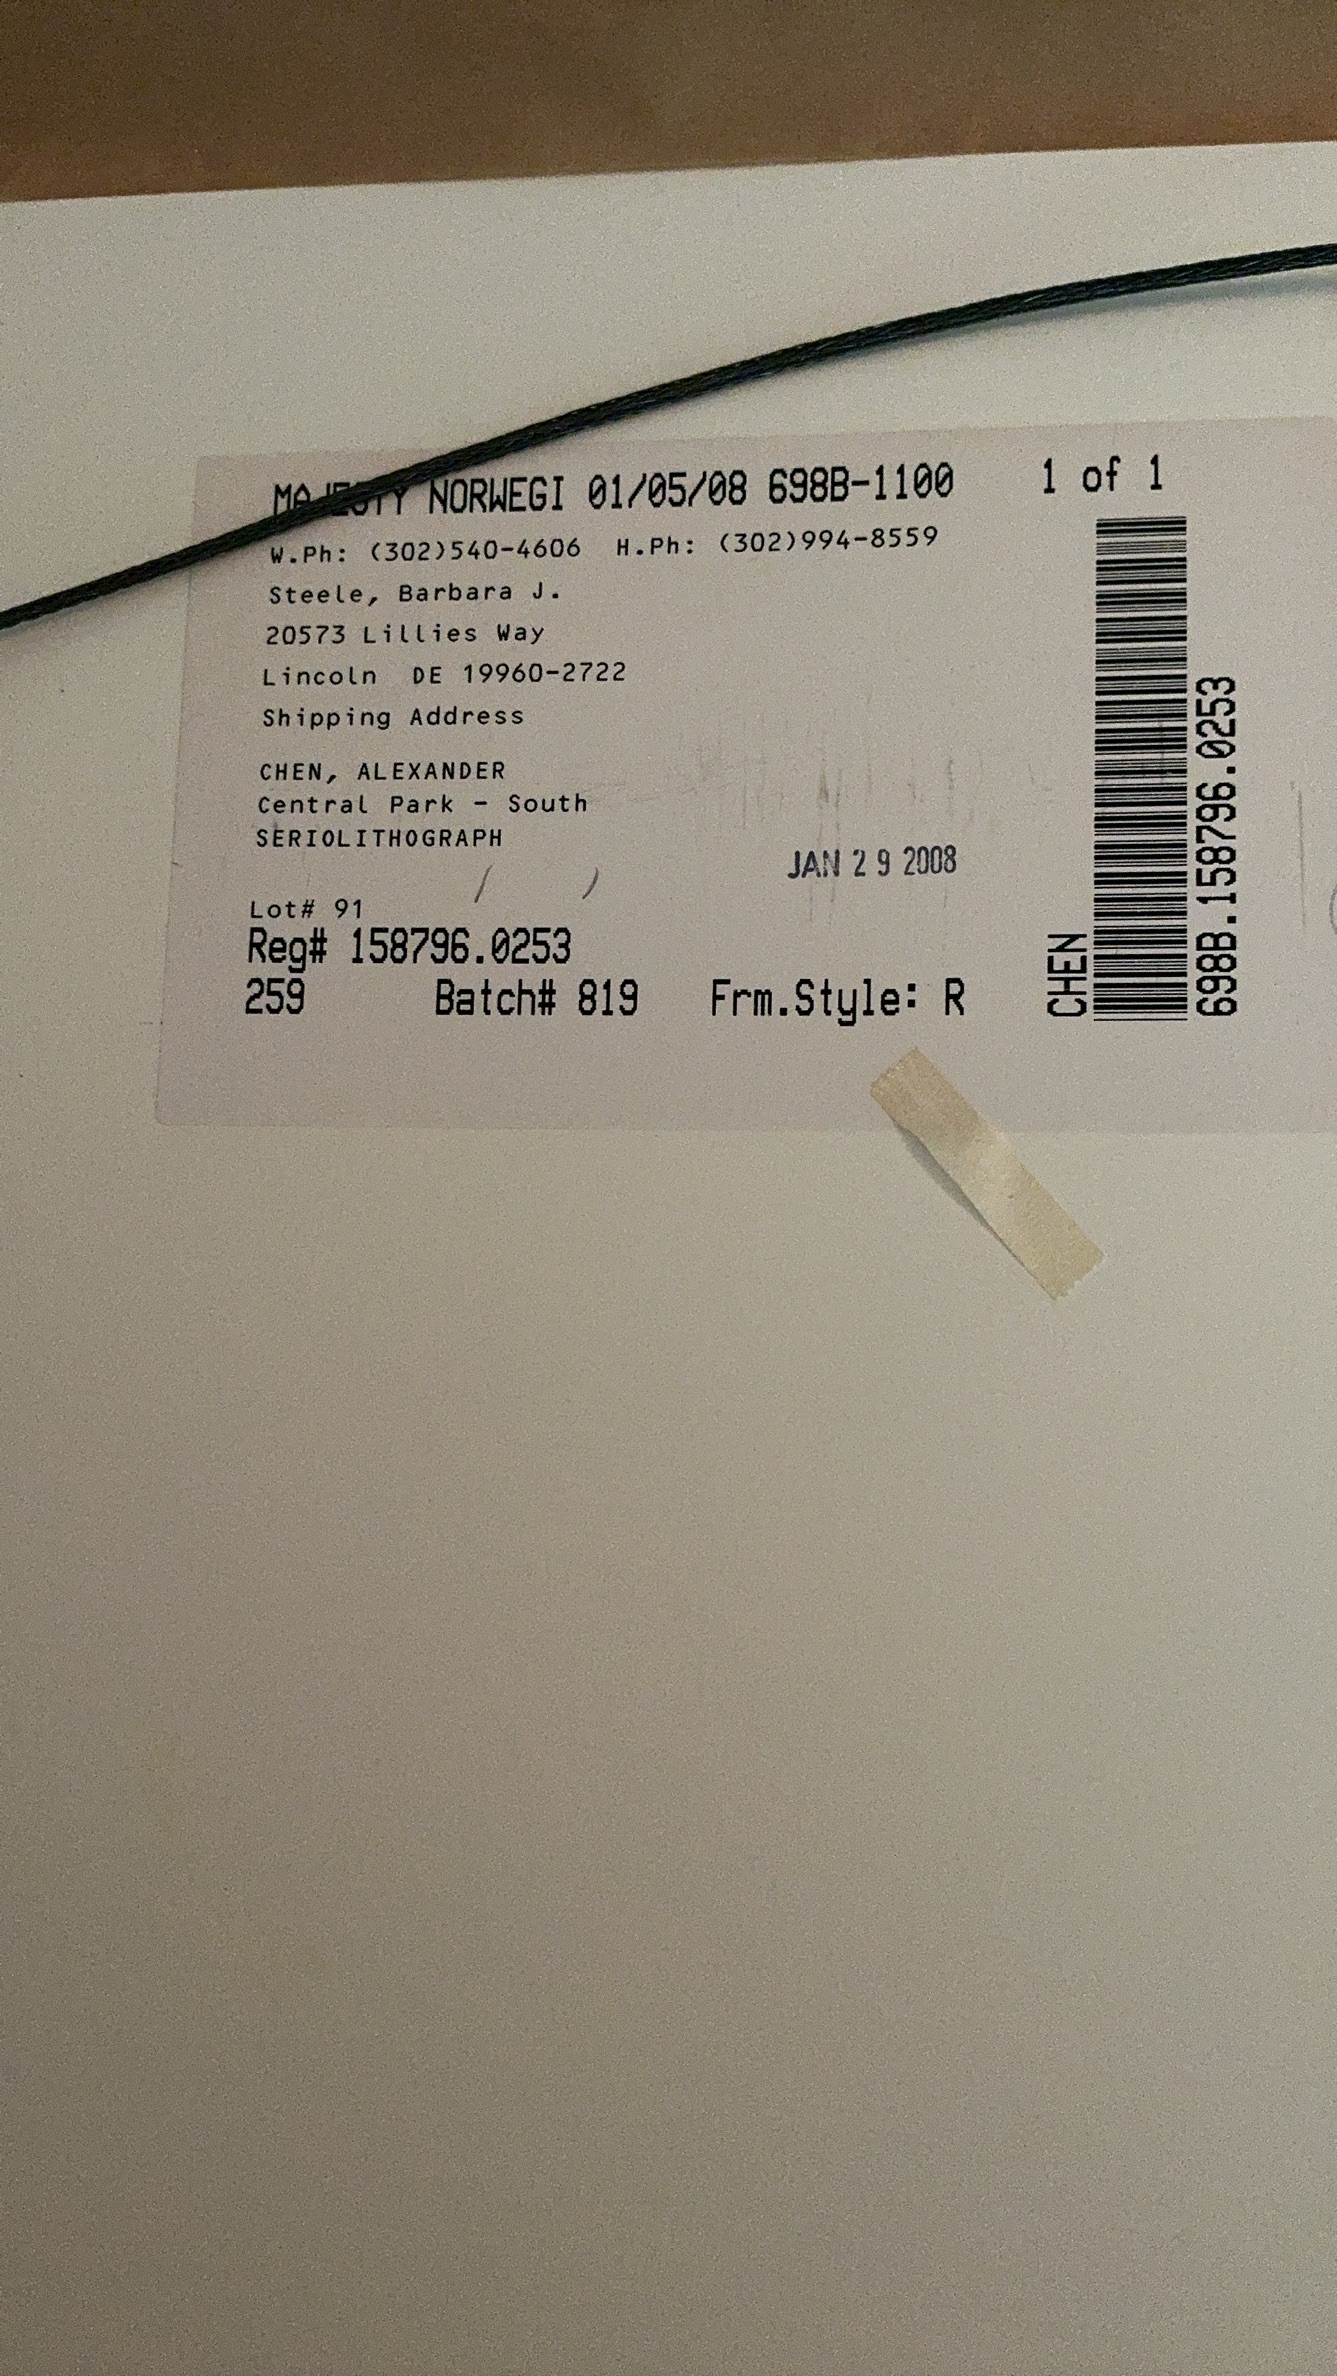 MAJESTY NORWEGI 01/05/08 698B-1100 1 of 1
W.Ph: (302)540-4606 H.Ph: (302)994-8559
Steele, Barbara J.
20573 Lillies Way
Lincoln DE 19960-2722
Shipping Address
CHEN, ALEXANDER
Central Park - South
SERIOLITHOGRAPH
JAN 29 2008
Lot# 91
Reg# 158796.0253
259 Batch# 819 Frm.Style: R
CHEN
698B.158796.0253